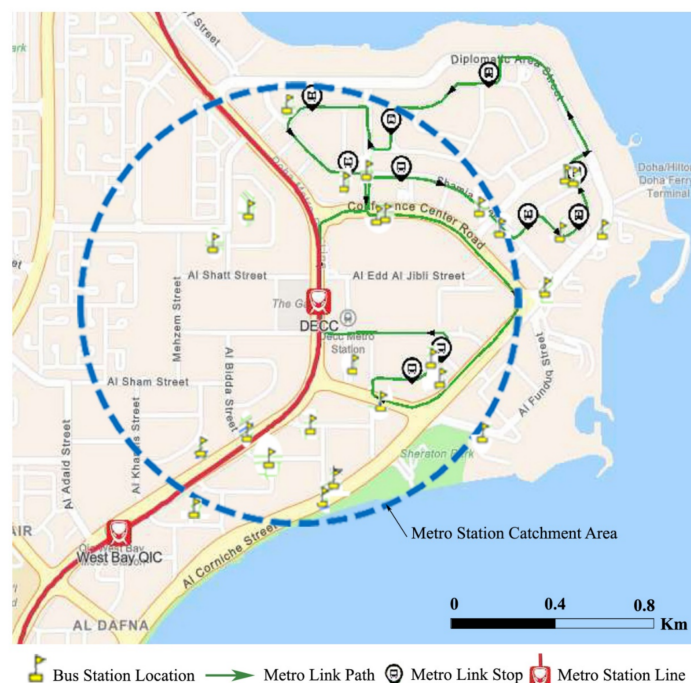 Diplomatic Area Street
Doha/Hilton
Doha Ferry
Terminal
Conference Center Road
Al Shatt Street
Al Edd Al Jibli Street
Mehzem Street
DECC
Decc Metro
Station
Al Sham Street
Al Bidda Street
Al Funduq Street
Al Khaleej Street
Al Adaid Street
Sheraton Park
Metro Station Catchment Area
West Bay QIC
Al Corniche Street
AL DAFNA
0 0.4 0.8
Km
Bus Station Location Metro Link Path Metro Link Stop Metro Station Line